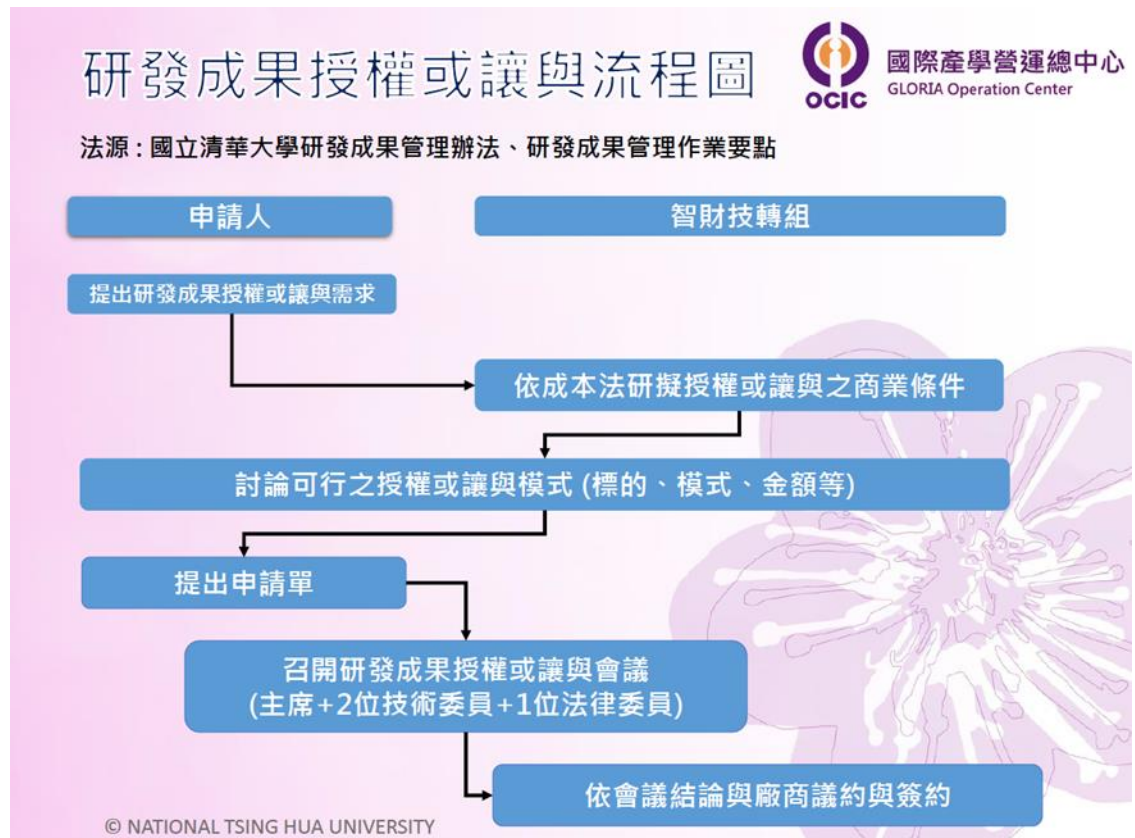 研發成果授權或讓與流程圖
OCIC
國際產學營運總中心
GLORIA Operation Center
法源:國立清華大學研發成果管理辦法、研發成果管理作業要點
申請人
智財技轉組
提出研發成果授權或讓與需求
依成本法研擬授權或讓與之商業條件
討論可行之授權或讓與模式 (標的、模式、金額等)
提出申請單
召開研發成果授權或讓與會議
(主席+2位技術委員+1位法律委員)
依會議結論與廠商議約與簽約
© NATIONAL TSING HUA UNIVERSITY